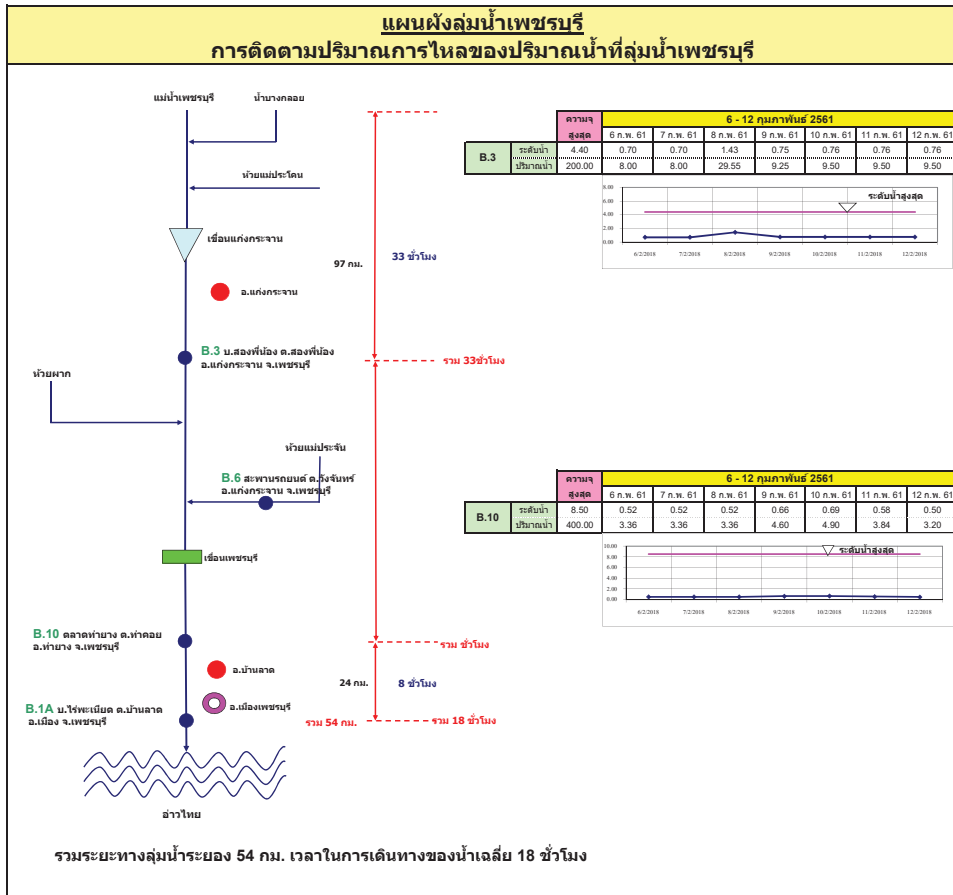 แผนผังลุ่มน้ำเพชรบุรี
การติดตามปริมาณการไหลของปริมาณน้ำที่ลุ่มน้ำเพชรบุรี
แม่น้ำเพชรบุรี
น้ำบางกลอย
ห้วยแม่ประโดน
เขื่อนแก่งกระจาน
อ.แก่งกระจาน
97 กม.
33 ชั่วโมง
B.3 บ.สองพี่น้อง ต.สองพี่น้อง
อ.แก่งกระจาน จ.เพชรบุรี
รวม 33ชั่วโมง
ห้วยผาก
ห้วยแม่ประจัน
B.6 สะพานรถยนต์ ต.วังจันทร์
อ.แก่งกระจาน จ.เพชรบุรี
เขื่อนเพชรบุรี
B.10 ตลาดท่ายาง ต.ท่าคอย
อ.ท่ายาง จ.เพชรบุรี
รวม ชั่วโมง
อ.บ้านลาด
24 กม.
8 ชั่วโมง
อ.เมืองเพชรบุรี
B.1A บ.ไร่พะเนียด ต.บ้านลาด
อ.เมือง จ.เพชรบุรี
รวม 54 กม.
รวม 18 ชั่วโมง
อ่าวไทย
รวมระยะทางลุ่มน้ำระยอง 54 กม. เวลาในการเดินทางของน้ำเฉลี่ย 18 ชั่วโมง
ความจุ 6 - 12 กุมภาพันธ์ 2561
สูงสุด 6 ก.พ. 61 7 ก.พ. 61 8 ก.พ. 61 9 ก.พ. 61 10 ก.พ. 61 11 ก.พ. 61 12 ก.พ. 61
B.3 ระดับน้ำ 4.40 0.70 0.70 1.43 0.75 0.76 0.76 0.76
ปริมาณน้ำ 200.00 8.00 8.00 29.55 9.25 9.50 9.50 9.50
8.00
6.00
4.00
2.00
0.00
ระดับน้ำสูงสุด
6/2/2018 7/2/2018 8/2/2018 9/2/2018 10/2/2018 11/2/2018 12/2/2018
ความจุ 6 - 12 กุมภาพันธ์ 2561
สูงสุด 6 ก.พ. 61 7 ก.พ. 61 8 ก.พ. 61 9 ก.พ. 61 10 ก.พ. 61 11 ก.พ. 61 12 ก.พ. 61
B.10 ระดับน้ำ 8.50 0.52 0.52 0.52 0.66 0.69 0.58 0.50
ปริมาณน้ำ 400.00 3.36 3.36 3.36 4.60 4.90 3.84 3.20
10.00
8.00
6.00
4.00
2.00
0.00
ระดับน้ำสูงสุด
6/2/2018 7/2/2018 8/2/2018 9/2/2018 10/2/2018 11/2/2018 12/2/2018